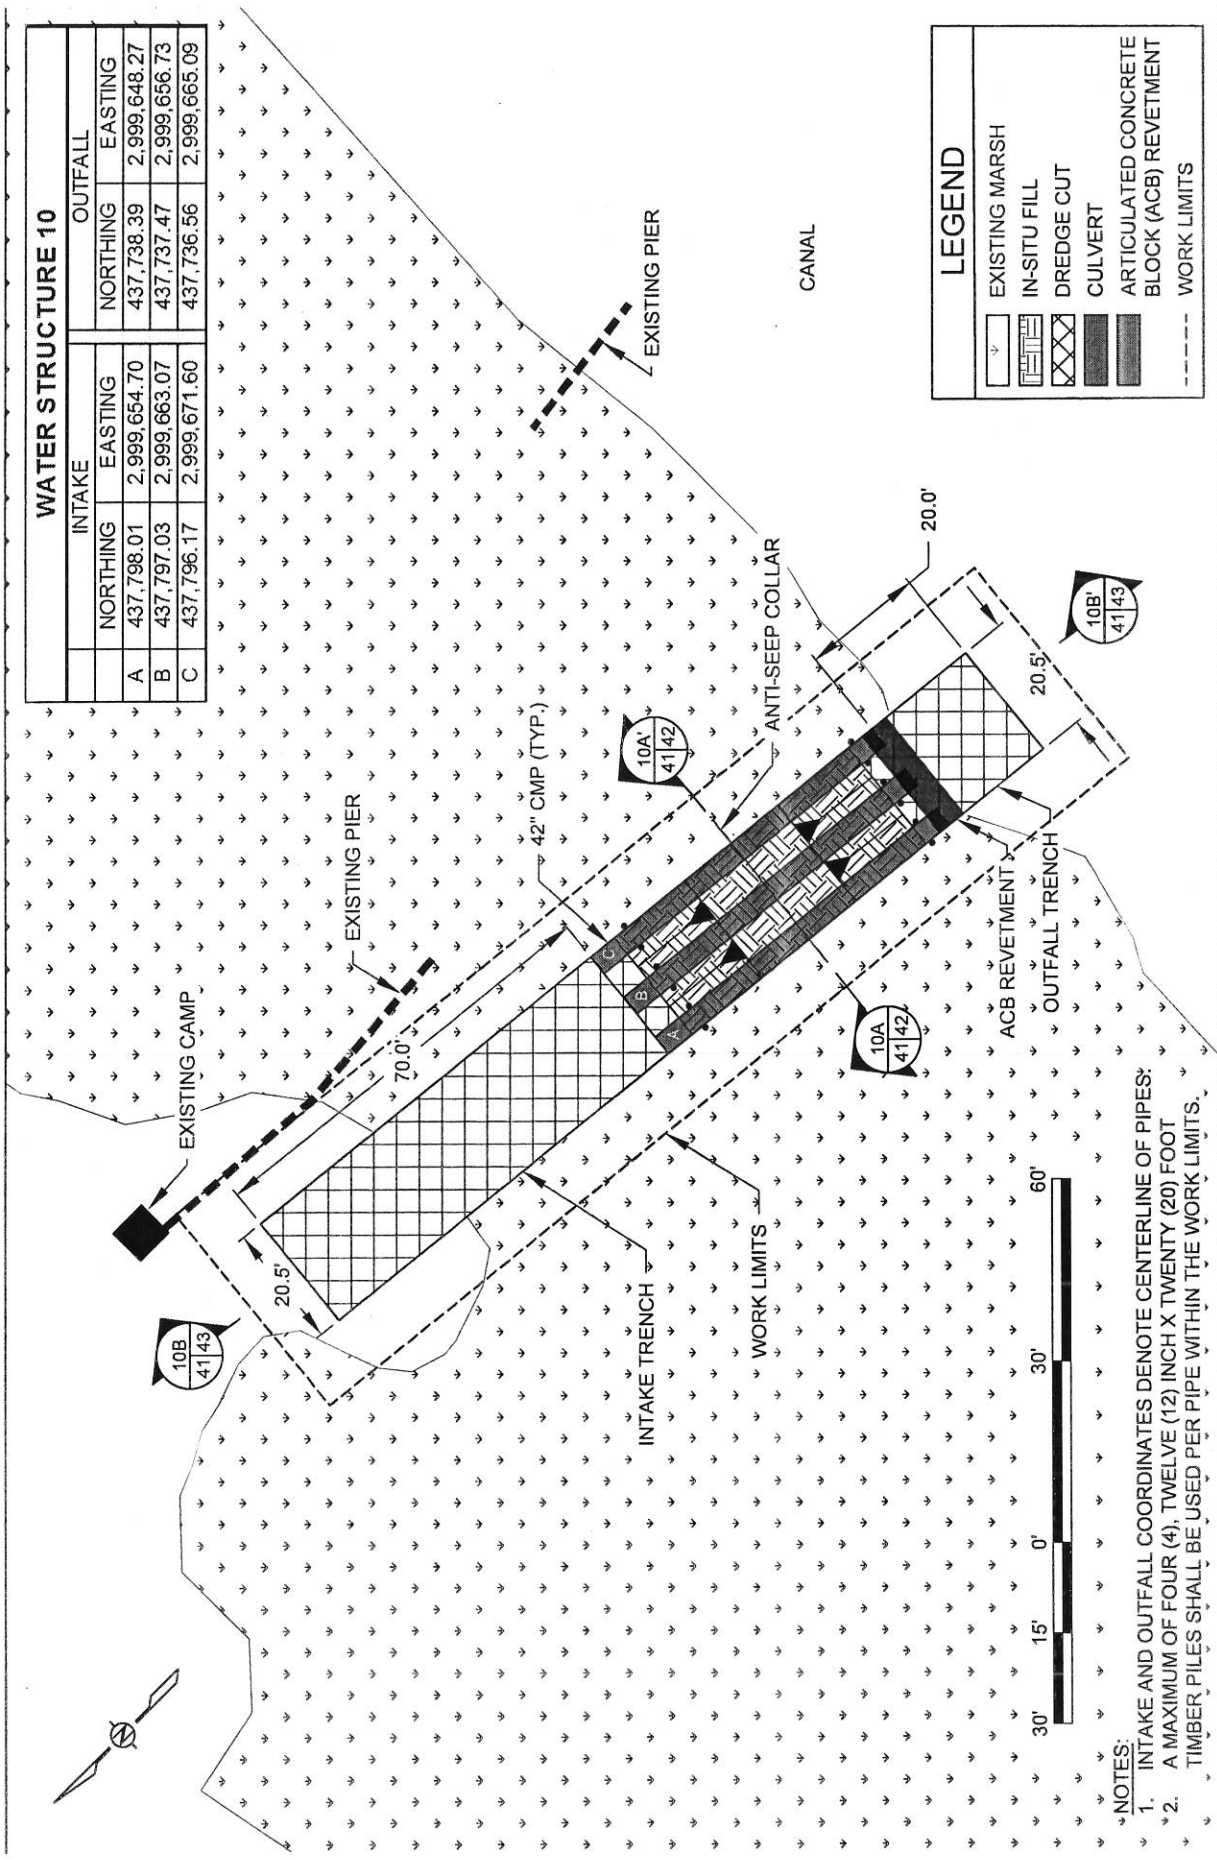 WATER STRUCTURE 10
INTAKE OUTFALL
NORTHING EASTING NORTHING EASTING
A 437,798.01 2,999,654.70 437,738.39 2,999,648.27
B 437,797.03 2,999,663.07 437,737.47 2,999,656.73
C 437,796.17 2,999,671.60 437,736.56 2,999,665.09
N
EXISTING CAMP
EXISTING PIER
EXISTING PIER
CANAL
10B
41 43
20.5'
70.0'
42" CMP (TYP.)
10A'
41 42
ANTI-SEEP COLLAR
20.0'
A
B
C
INTAKE TRENCH
WORK LIMITS
10A
41 42
ACB REVETMENT
OUTFALL TRENCH
20.5'
10B'
41 43
LEGEND
EXISTING MARSH
IN-SITU FILL
DREDGE CUT
CULVERT
ARTICULATED CONCRETE
BLOCK (ACB) REVETMENT
WORK LIMITS
30' 15' 0' 30' 60'
NOTES:
1. INTAKE AND OUTFALL COORDINATES DENOTE CENTERLINE OF PIPES.
2. A MAXIMUM OF FOUR (4), TWELVE (12) INCH X TWENTY (20) FOOT
TIMBER PILES SHALL BE USED PER PIPE WITHIN THE WORK LIMITS.